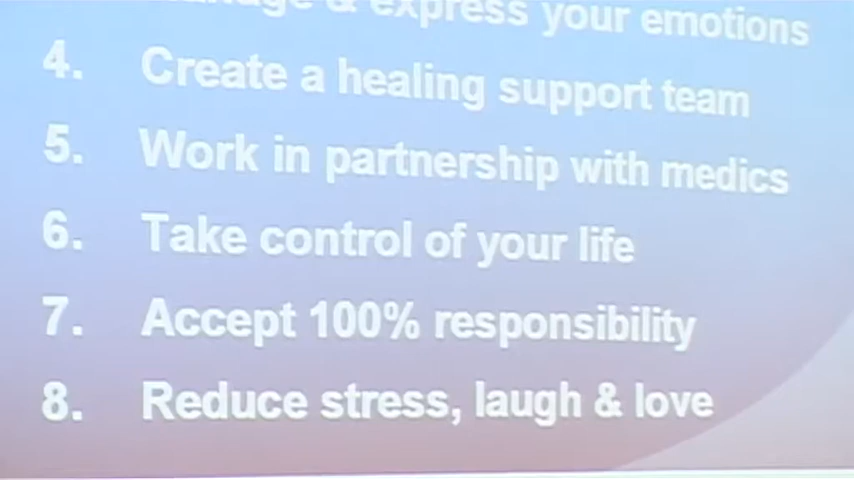 & express your emotions
4. Create a healing support team
5. Work in partnership with medics
6. Take control of your life
7. Accept 100% responsibility
8. Reduce stress, laugh & love